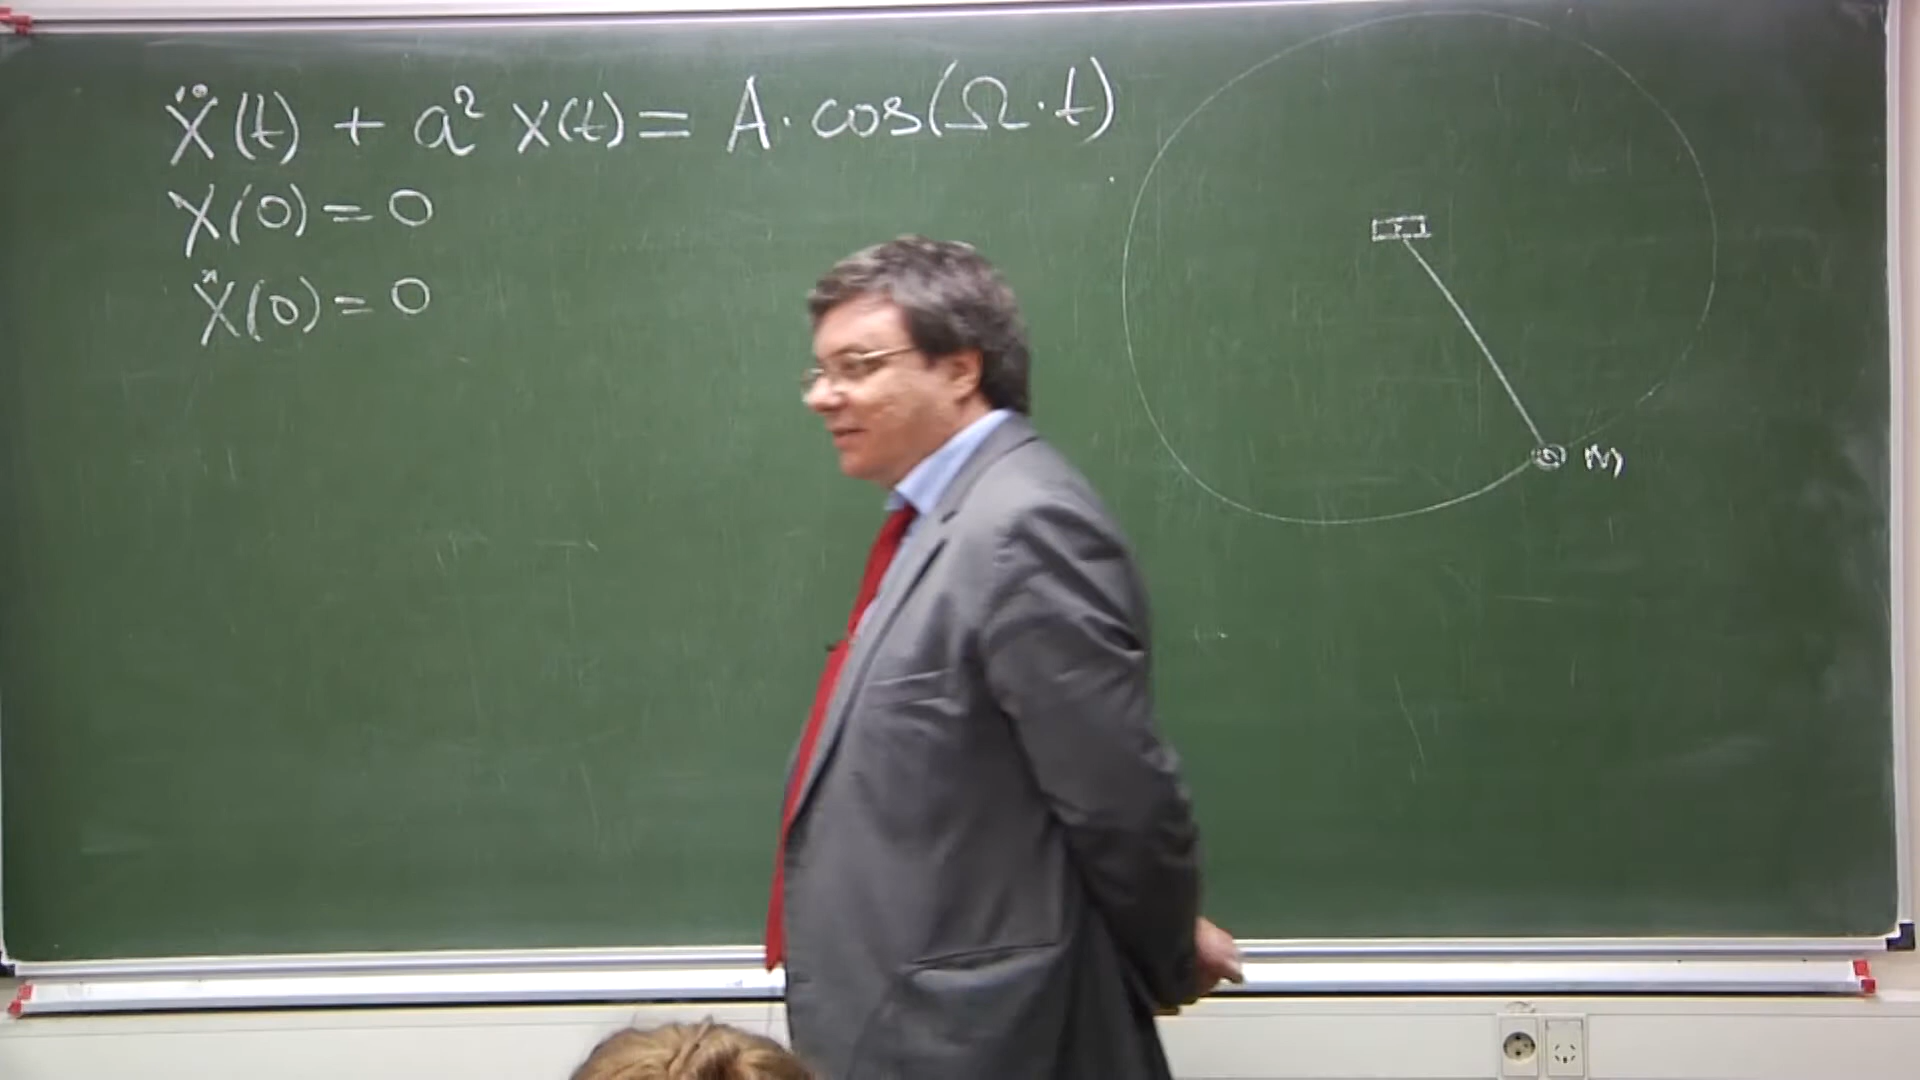 ẍ(t) + a² x(t) = A · cos(Ω · t)
x(0) = 0
ẋ(0) = 0
m